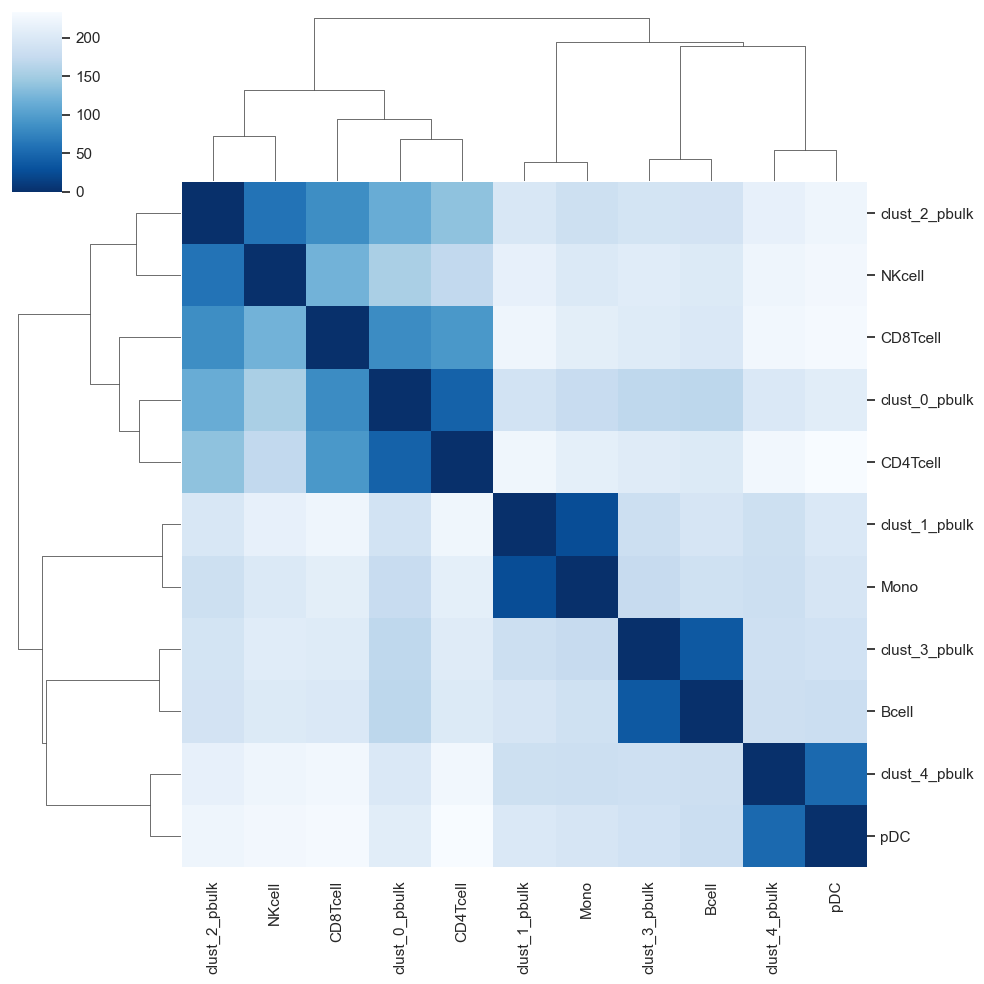 200
150
100
50
0
clust_2_pbulk
NKcell
CD8Tcell
clust_0_pbulk
CD4Tcell
clust_1_pbulk
Mono
clust_3_pbulk
Bcell
clust_4_pbulk
pDC
clust_2_pbulk
NKcell
CD8Tcell
clust_0_pbulk
CD4Tcell
clust_1_pbulk
Mono
clust_3_pbulk
Bcell
clust_4_pbulk
pDC